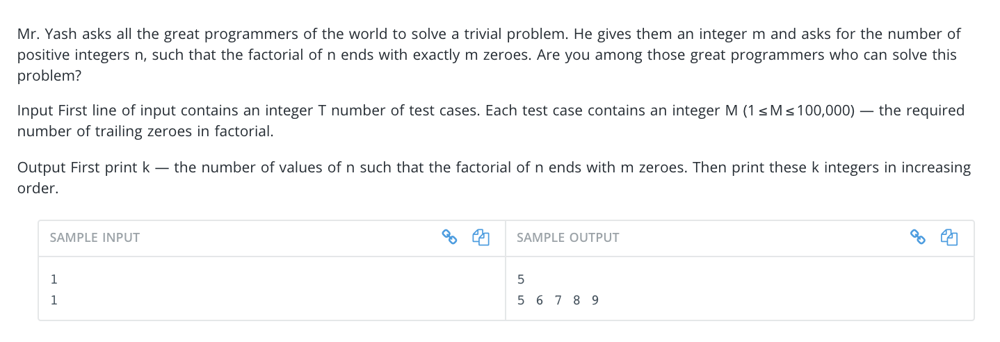 Mr. Yash asks all the great programmers of the world to solve a trivial problem. He gives them an integer m and asks for the number of
positive integers n, such that the factorial of n ends with exactly m zeroes. Are you among those great programmers who can solve this
problem?
Input First line of input contains an integer T number of test cases. Each test case contains an integer M (1≤M≤100,000) — the required
number of trailing zeroes in factorial.
Output First print k — the number of values of n such that the factorial of n ends with m zeroes. Then print these k integers in increasing
order.
SAMPLE INPUT
1
1
SAMPLE OUTPUT
5
5 6 7 8 9